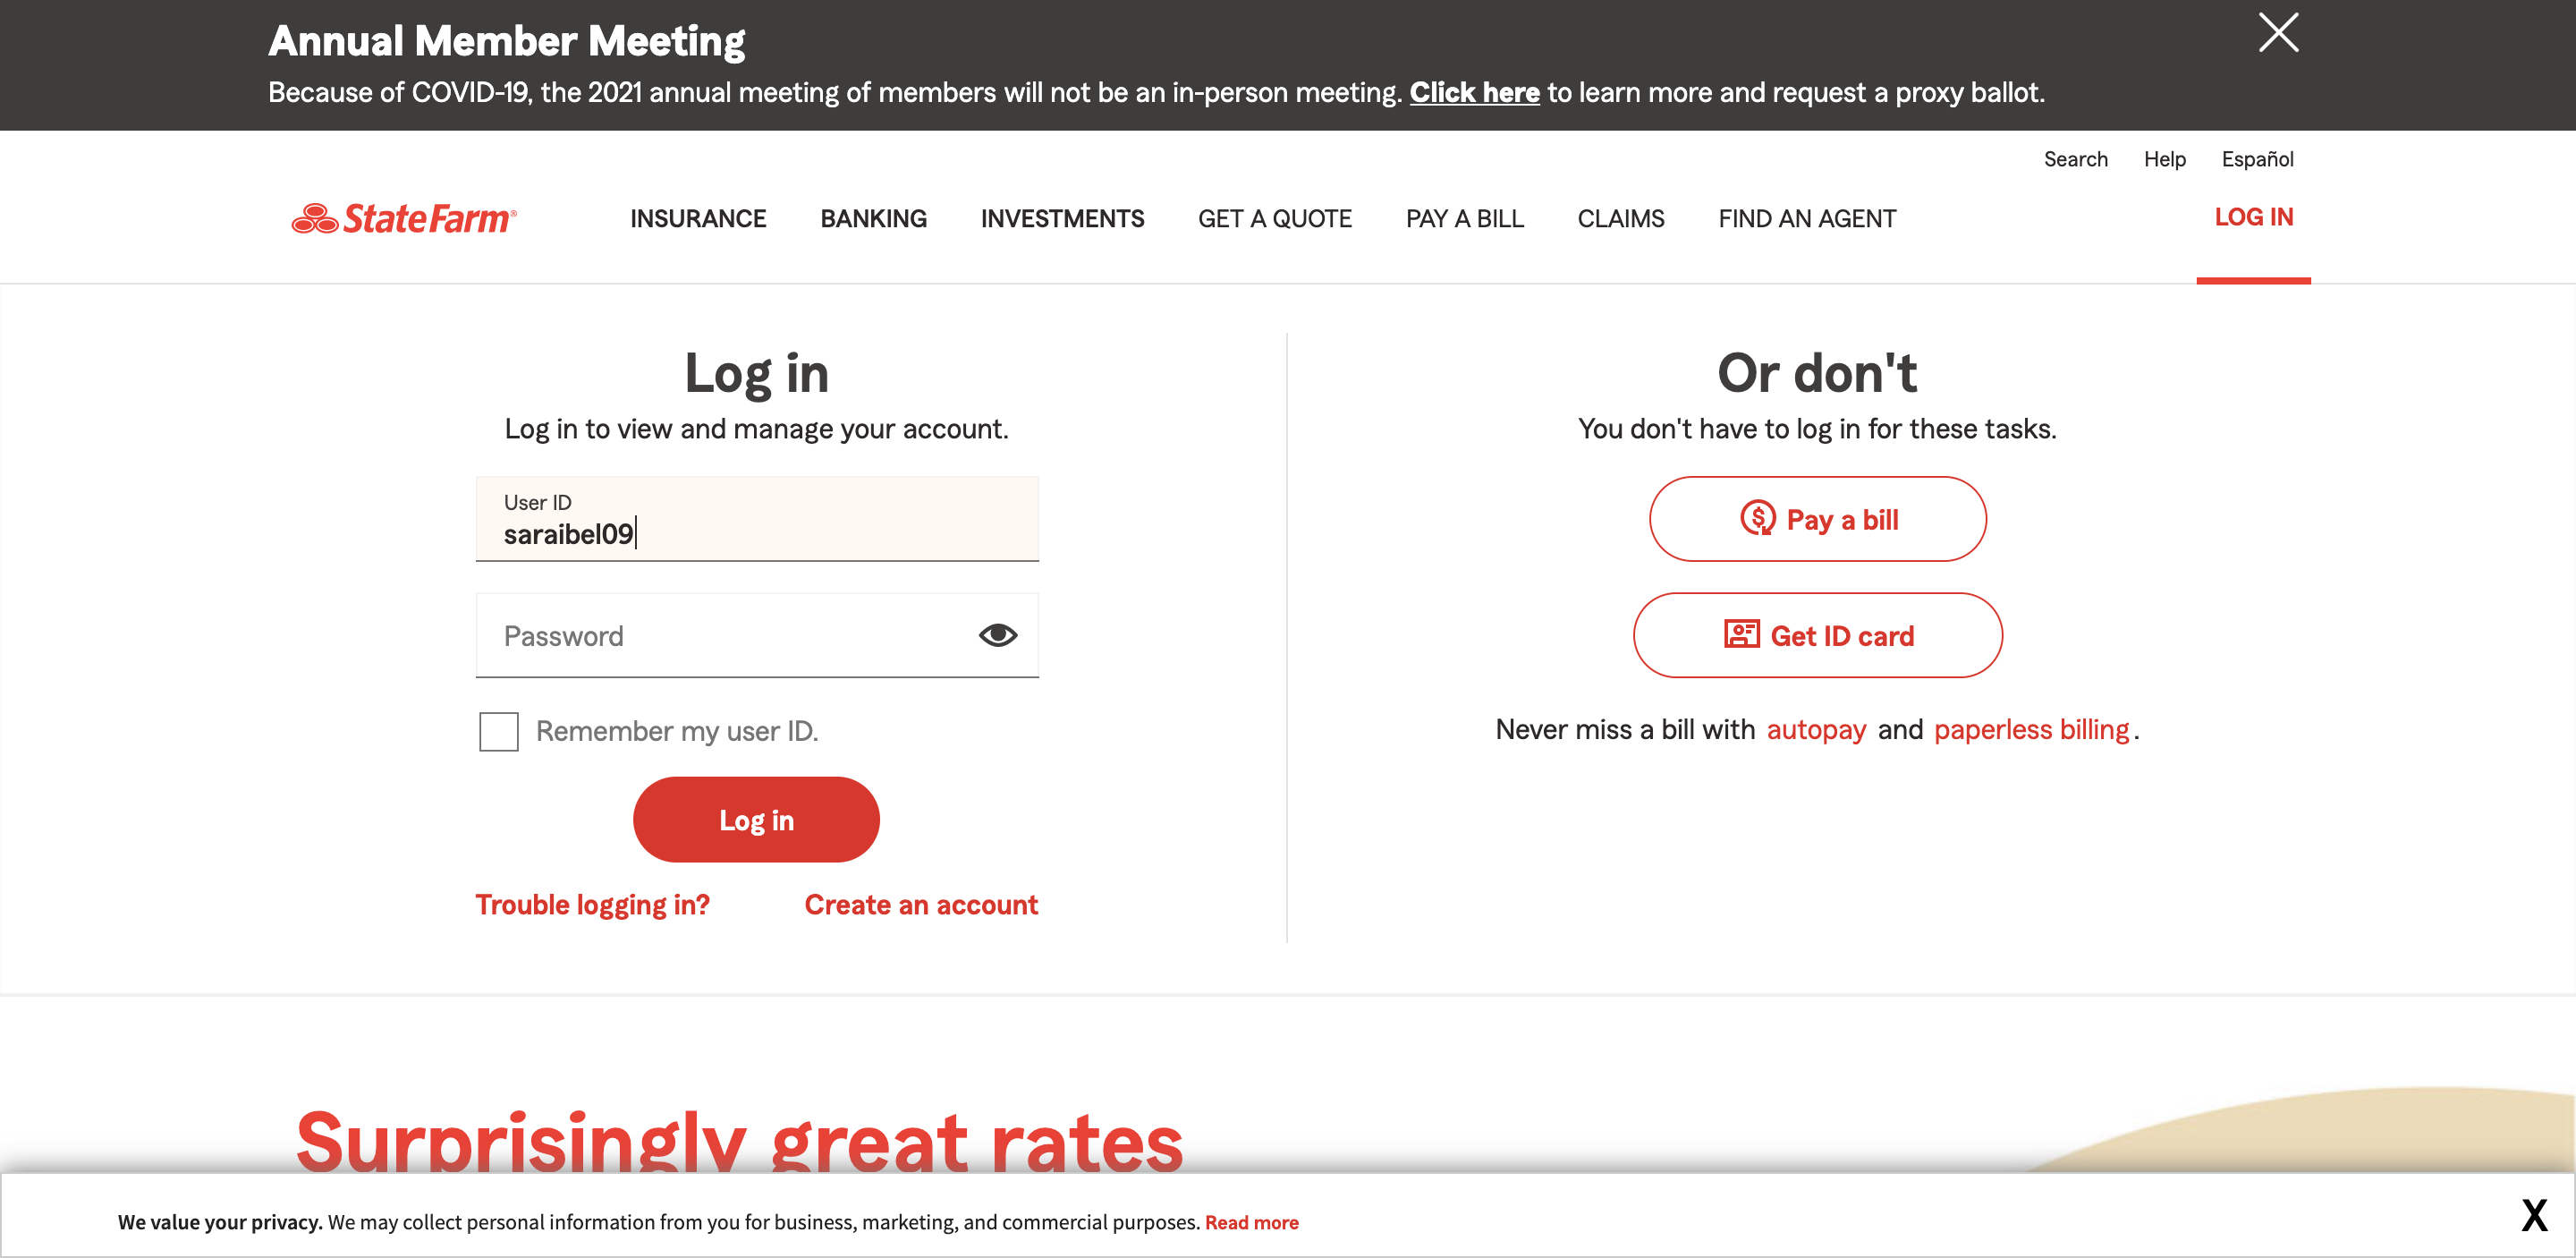 Annual Member Meeting
Because of COVID-19, the 2021 annual meeting of members will not be an in-person meeting. Click here to learn more and request a proxy ballot.
Search Help Español
StateFarm® INSURANCE BANKING INVESTMENTS GET A QUOTE PAY A BILL CLAIMS FIND AN AGENT LOG IN
Log in
Log in to view and manage your account.
User ID
saraibel09
Password
Remember my user ID.
Log in
Trouble logging in? Create an account
Or don't
You don't have to log in for these tasks.
Pay a bill
Get ID card
Never miss a bill with autopay and paperless billing.
Surprisingly great rates
We value your privacy. We may collect personal information from you for business, marketing, and commercial purposes. Read more X